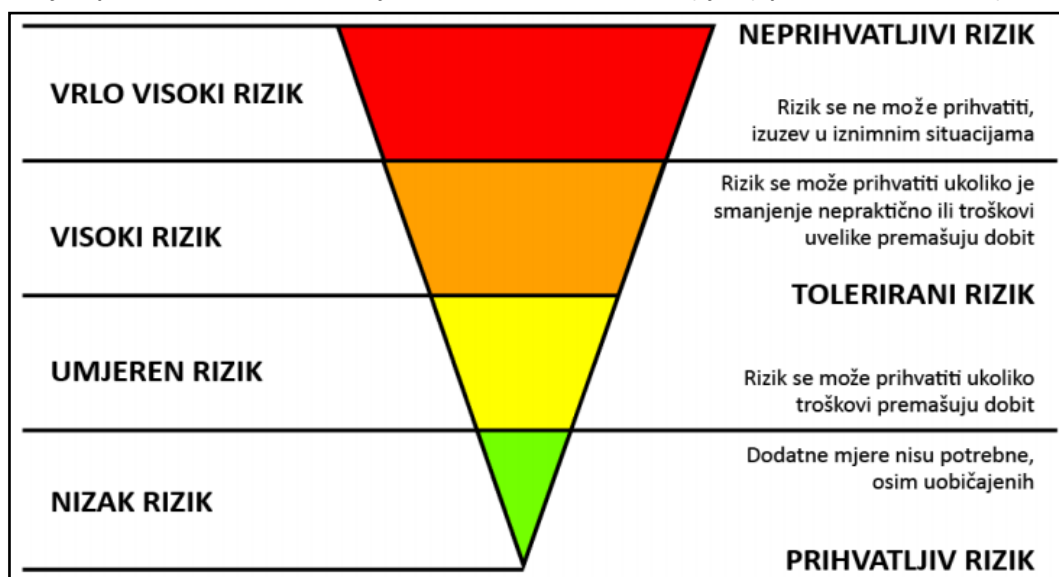 NEPRIHVATLJIVI RIZIK
VRLO VISOKI RIZIK
Rizik se ne može prihvatiti,
izuzev u iznimnim situacijama
Rizik se može prihvatiti ukoliko je
smanjenje nepraktično ili troškovi
uvelike premašuju dobit
VISOKI RIZIK
TOLERIRANI RIZIK
UMJEREN RIZIK
Rizik se može prihvatiti ukoliko
troškovi premašuju dobit
Dodatne mjere nisu potrebne,
osim uobičajenih
NIZAK RIZIK
PRIHVATLJIV RIZIK